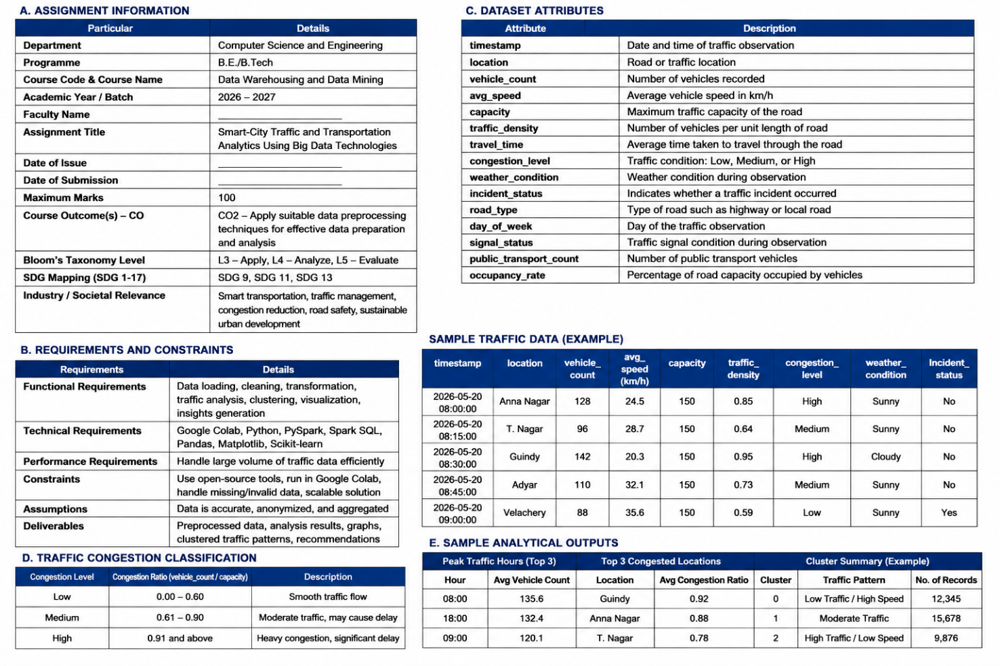 A. ASSIGNMENT INFORMATION
Particular Details
Department Computer Science and Engineering
Programme B.E./B.Tech
Course Code & Course Name Data Warehousing and Data Mining
Academic Year / Batch 2026 – 2027
Faculty Name
Assignment Title Smart-City Traffic and Transportation
Analytics Using Big Data Technologies
Date of Issue
Date of Submission
Maximum Marks 100
Course Outcome(s) – CO CO2 – Apply suitable data preprocessing
techniques for effective data preparation
and analysis
Bloom's Taxonomy Level L3 – Apply, L4 – Analyze, L5 – Evaluate
SDG Mapping (SDG 1-17) SDG 9, SDG 11, SDG 13
Industry / Societal Relevance Smart transportation, traffic management,
congestion reduction, road safety, sustainable
urban development
B. REQUIREMENTS AND CONSTRAINTS
Requirements Details
Functional Requirements Data loading, cleaning, transformation,
traffic analysis, clustering, visualization,
insights generation
Technical Requirements Google Colab, Python, PySpark, Spark SQL,
Pandas, Matplotlib, Scikit-learn
Performance Requirements Handle large volume of traffic data efficiently
Constraints Use open-source tools, run in Google Colab,
handle missing/invalid data, scalable solution
Assumptions Data is accurate, anonymized, and aggregated
Deliverables Preprocessed data, analysis results, graphs,
clustered traffic patterns, recommendations
D. TRAFFIC CONGESTION CLASSIFICATION
Congestion Level Congestion Ratio (vehicle_count / capacity) Description
Low 0.00 – 0.60 Smooth traffic flow
Medium 0.61 – 0.90 Moderate traffic, may cause delay
High 0.91 and above Heavy congestion, significant delay
C. DATASET ATTRIBUTES
Attribute Description
timestamp Date and time of traffic observation
location Road or traffic location
vehicle_count Number of vehicles recorded
avg_speed Average vehicle speed in km/h
capacity Maximum traffic capacity of the road
traffic_density Number of vehicles per unit length of road
travel_time Average time taken to travel through the road
congestion_level Traffic condition: Low, Medium, or High
weather_condition Weather condition during observation
incident_status Indicates whether a traffic incident occurred
road_type Type of road such as highway or local road
day_of_week Day of the traffic observation
signal_status Traffic signal condition during observation
public_transport_count Number of public transport vehicles
occupancy_rate Percentage of road capacity occupied by vehicles
SAMPLE TRAFFIC DATA (EXAMPLE)
timestamp location vehicle_count avg_speed (km/h) capacity traffic_density congestion_level weather_condition Incident_status
2026-05-20 08:00:00 Anna Nagar 128 24.5 150 0.85 High Sunny No
2026-05-20 08:15:00 T. Nagar 96 28.7 150 0.64 Medium Sunny No
2026-05-20 08:30:00 Guindy 142 20.3 150 0.95 High Cloudy No
2026-05-20 08:45:00 Adyar 110 32.1 150 0.73 Medium Sunny No
2026-05-20 09:00:00 Velachery 88 35.6 150 0.59 Low Sunny Yes
E. SAMPLE ANALYTICAL OUTPUTS
Peak Traffic Hours (Top 3) Top 3 Congested Locations Cluster Summary (Example)
Hour Avg Vehicle Count Location Avg Congestion Ratio Cluster Traffic Pattern No. of Records
08:00 135.6 Guindy 0.92 0 Low Traffic / High Speed 12,345
18:00 132.4 Anna Nagar 0.88 1 Moderate Traffic 15,678
09:00 120.1 T. Nagar 0.78 2 High Traffic / Low Speed 9,876